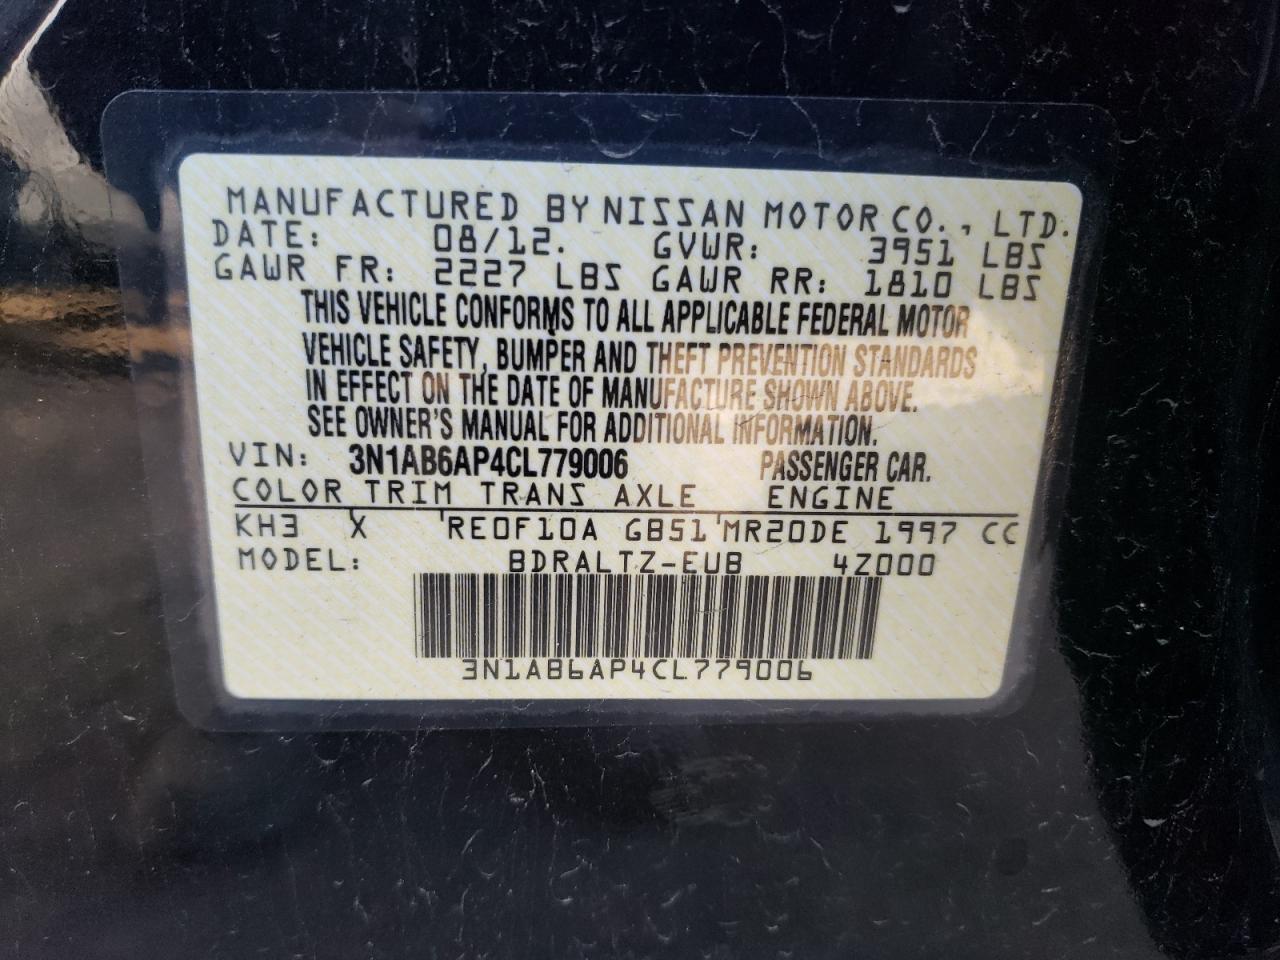 MANUFACTURED BY NISSAN MOTOR CO., LTD.
DATE: 08/12. GVWR: 3951 LBS
GAWR FR: 2227 LBS GAWR RR: 1810 LBS
THIS VEHICLE CONFORMS TO ALL APPLICABLE FEDERAL MOTOR
VEHICLE SAFETY, BUMPER AND THEFT PREVENTION STANDARDS
IN EFFECT ON THE DATE OF MANUFACTURE SHOWN ABOVE.
SEE OWNER'S MANUAL FOR ADDITIONAL INFORMATION.
VIN: 3N1AB6AP4CL779006 PASSENGER CAR.
COLOR TRIM TRANS AXLE ENGINE
KH3 X RE0F10A GB51 MR20DE 1997 CC
MODEL: BDRALTZ-EUB 4Z000
3N1AB6AP4CL779006